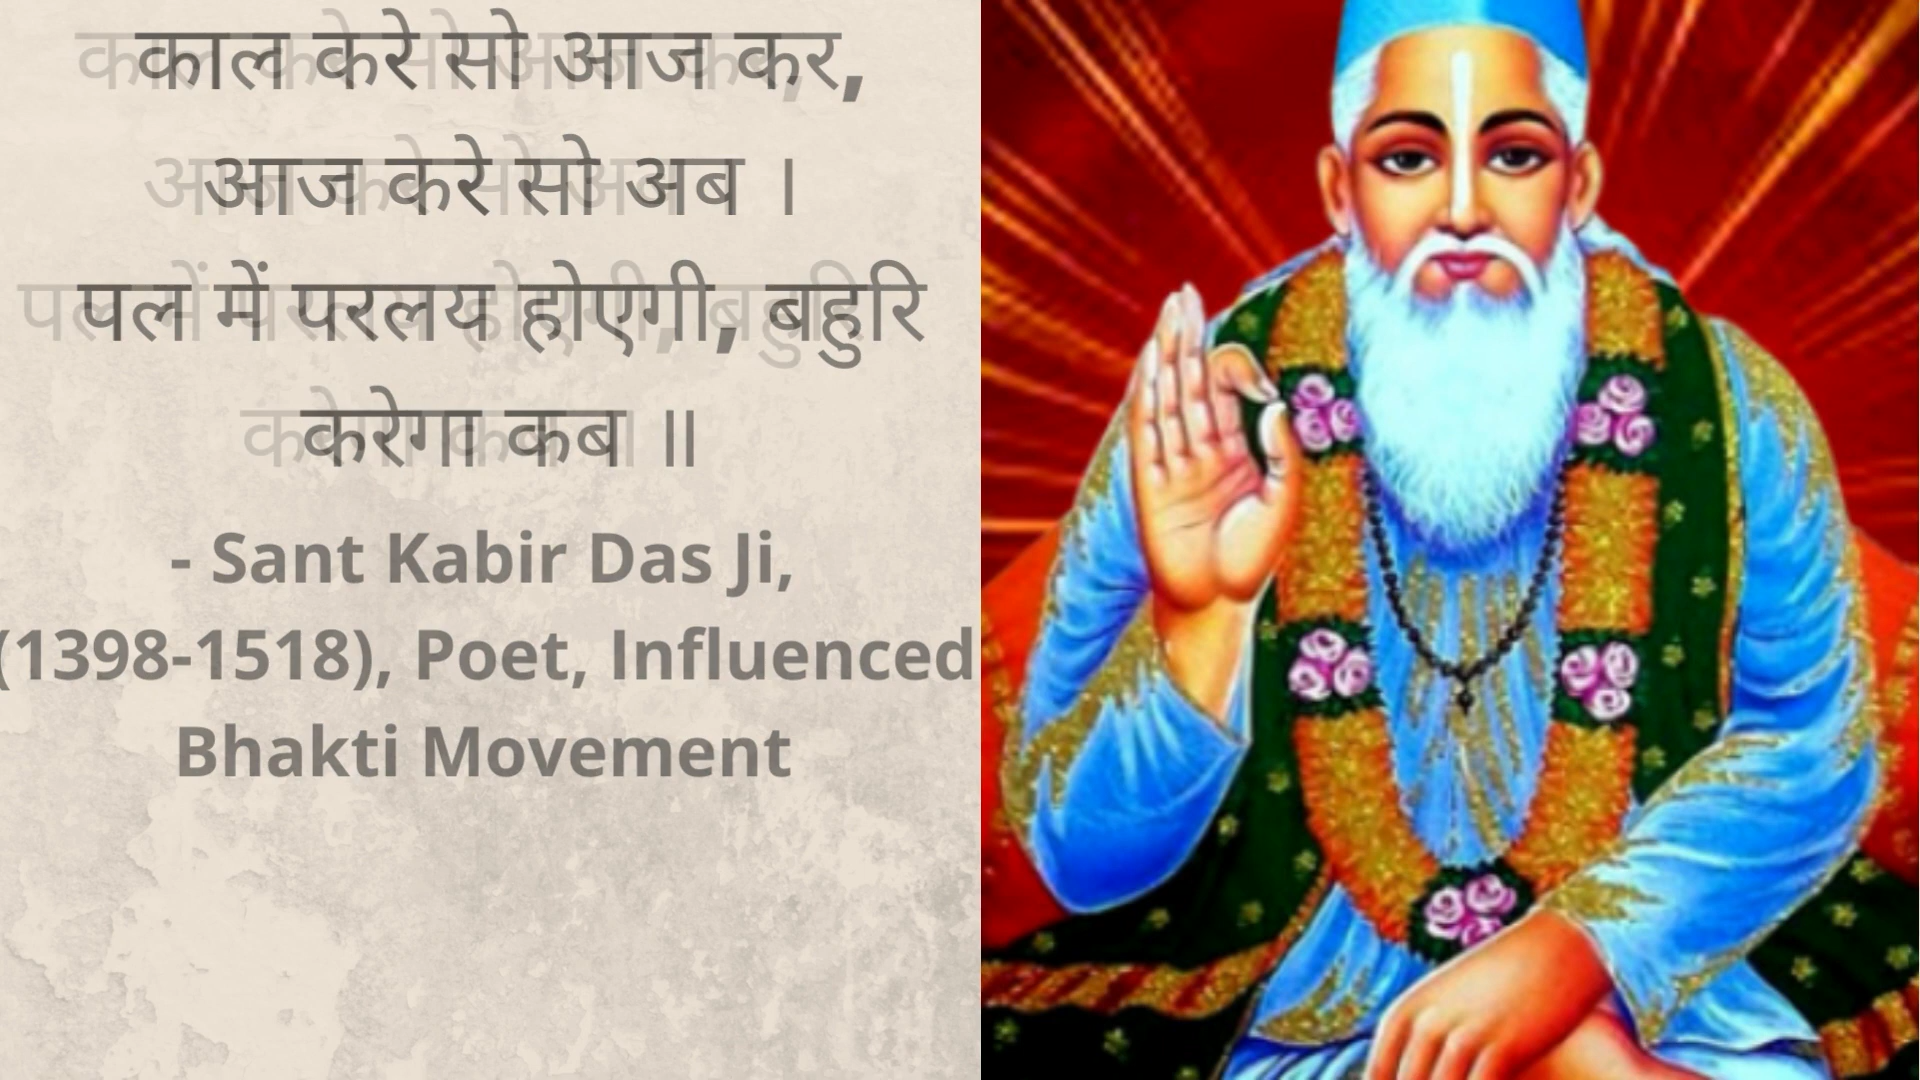 काल करे सो आज कर,
आज करे सो अब ।
पल में परलय होएगी, बहुरि
करेगा कब ॥
- Sant Kabir Das Ji,
(1398-1518), Poet, Influenced
Bhakti Movement